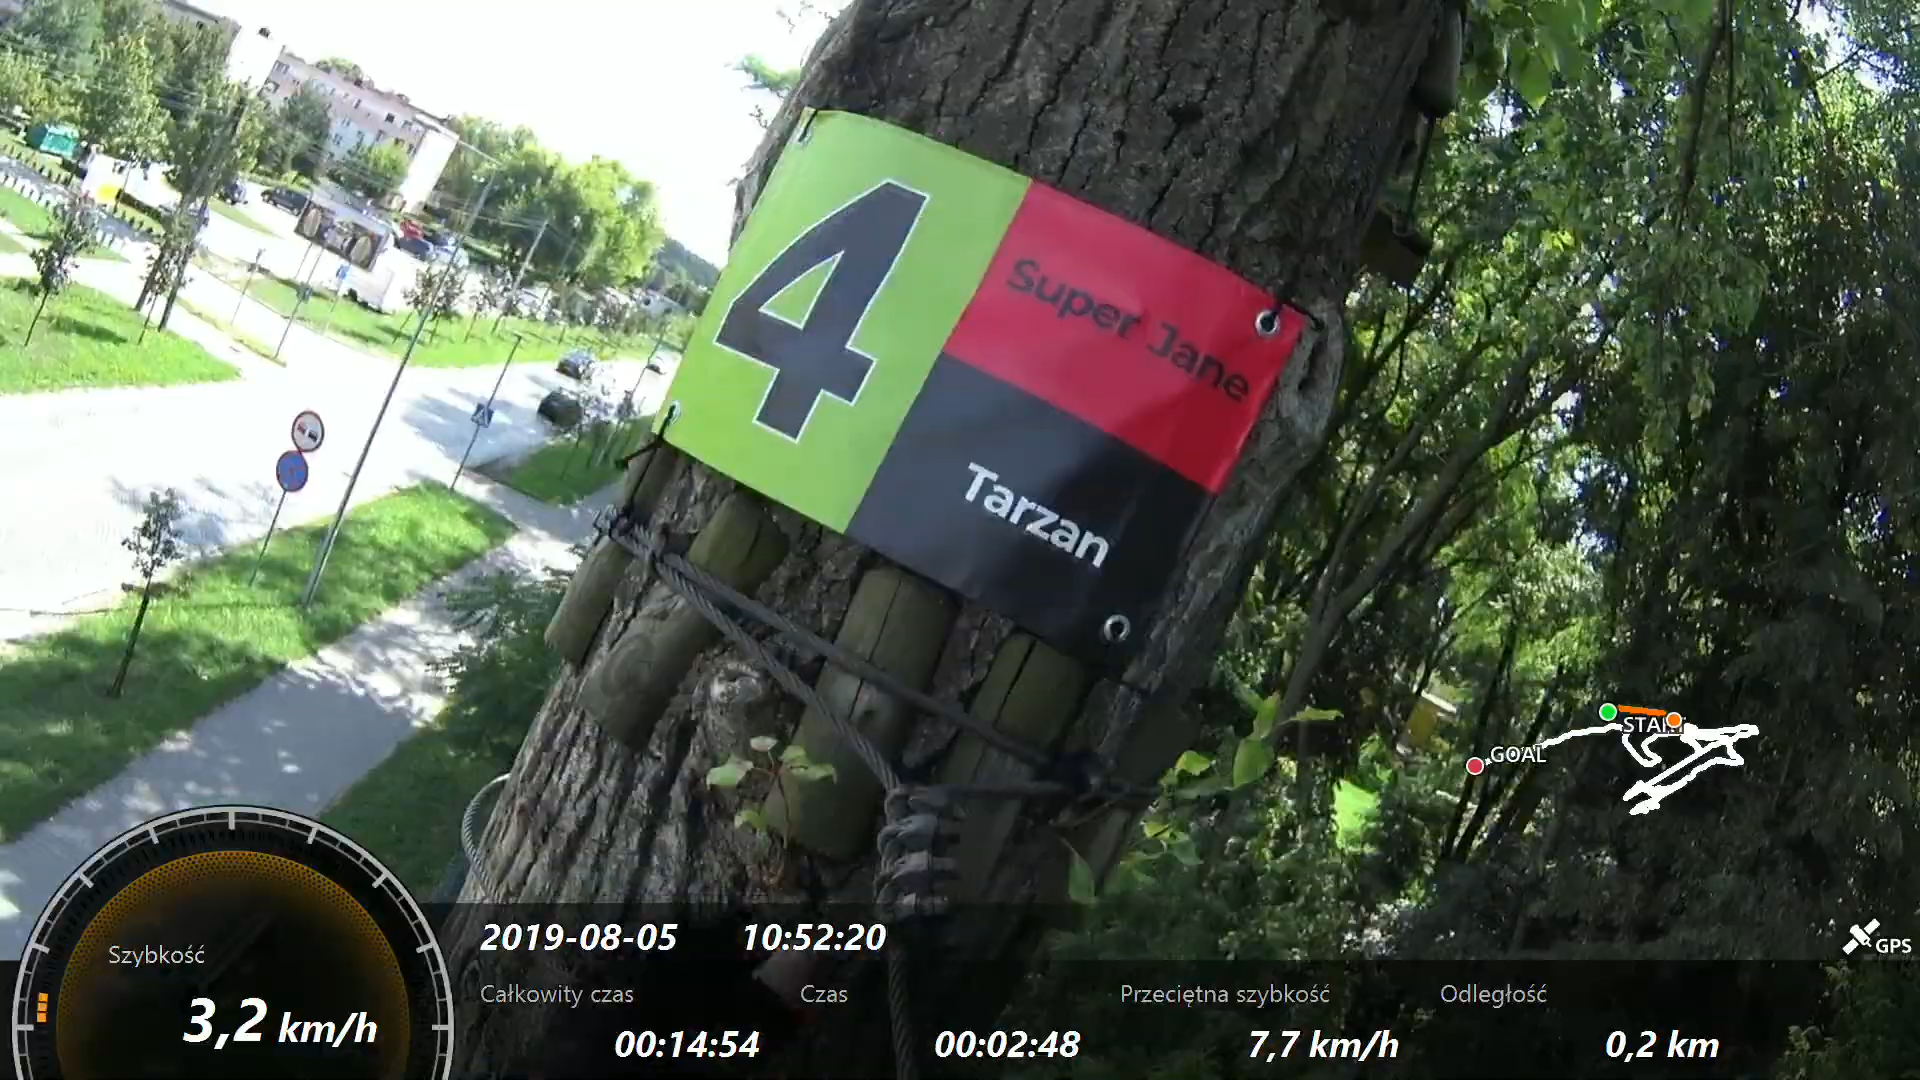 4
Super Jane
Tarzan
START
GOAL
GPS
2019-08-05 10:52:20
Szybkość
3,2 km/h
Całkowity czas
00:14:54
Czas
00:02:48
Przeciętna szybkość
7,7 km/h
Odległość
0,2 km